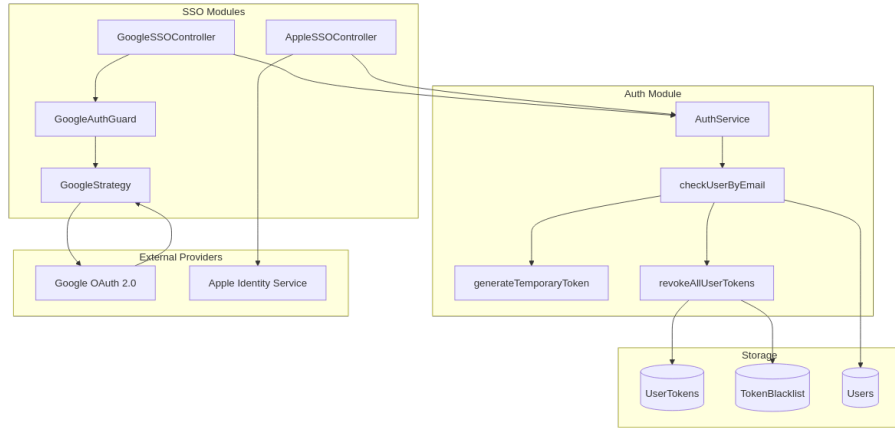 SSO Modules
GoogleSSOController
AppleSSOController
GoogleAuthGuard
GoogleStrategy
External Providers
Google OAuth 2.0
Apple Identity Service
Auth Module
AuthService
checkUserByEmail
generateTemporaryToken
revokeAllUserTokens
Storage
UserTokens
TokenBlacklist
Users